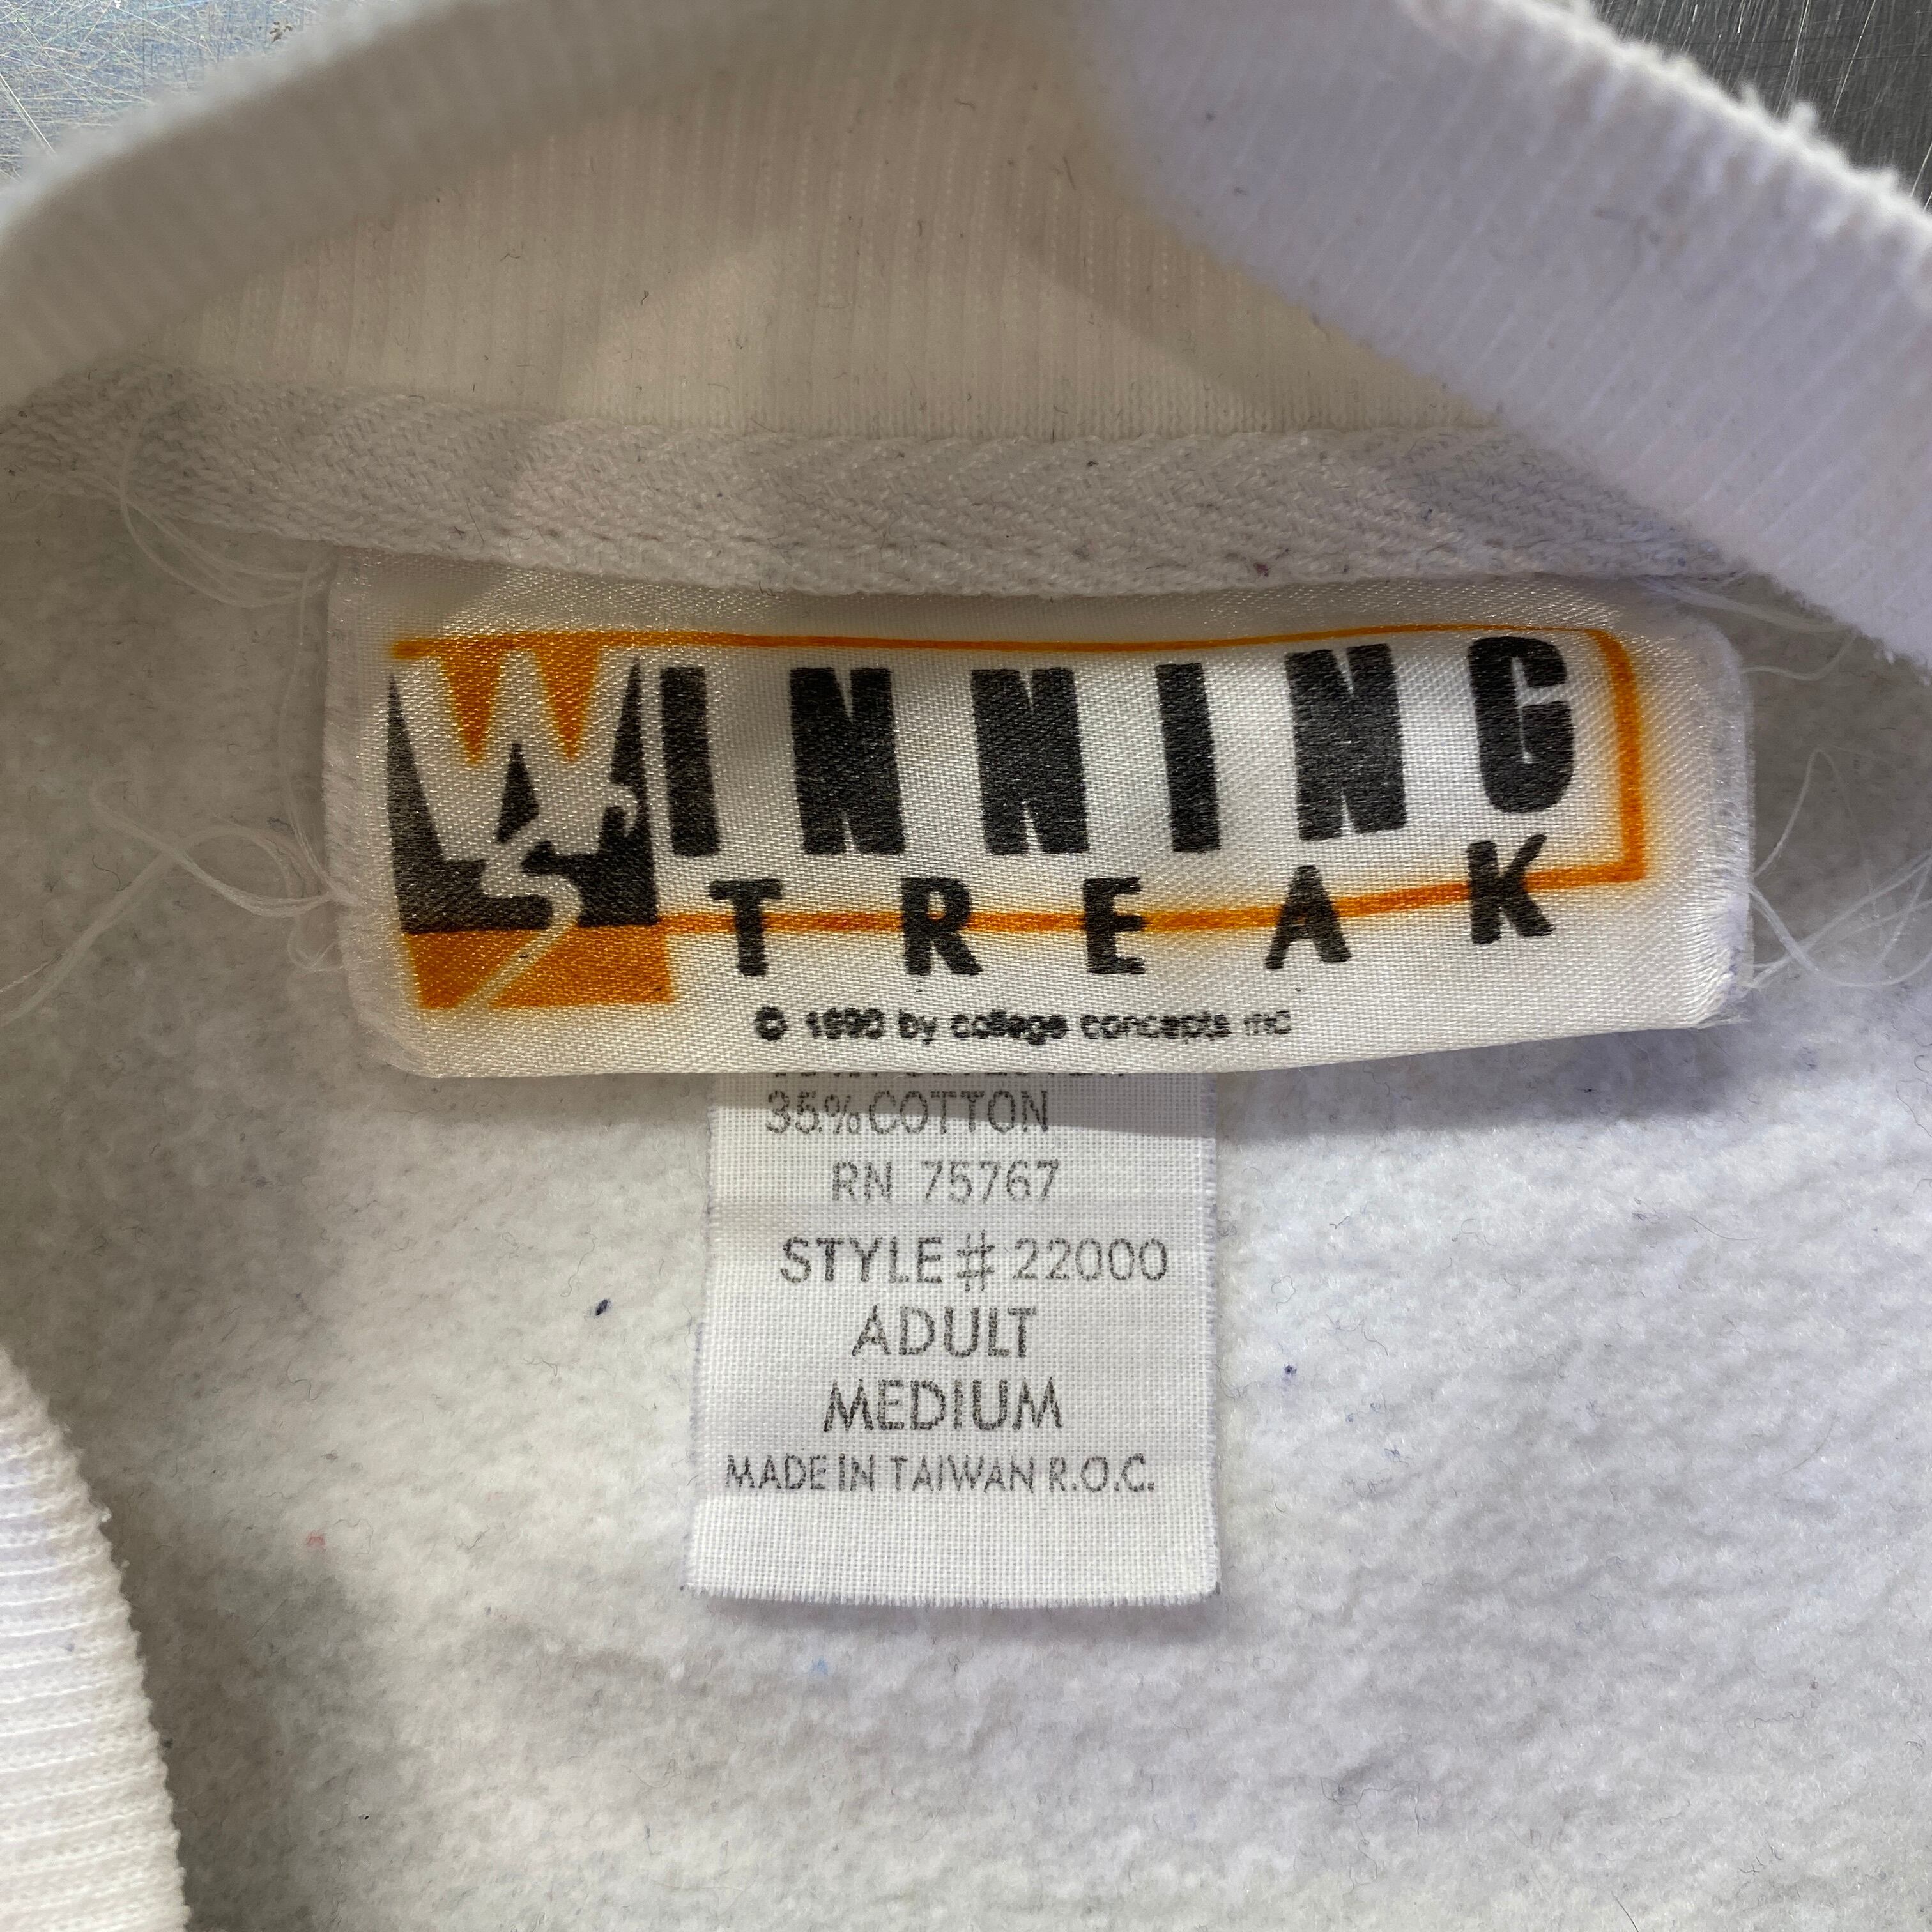 WINNING
STREAK
© 1990 by college concepts inc
35% COTTON
RN 75767
STYLE # 22000
ADULT
MEDIUM
MADE IN TAIWAN R.O.C.